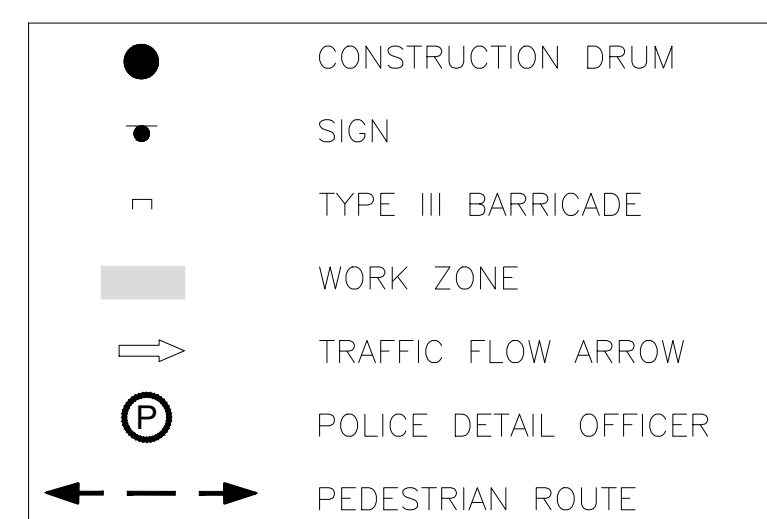 CONSTRUCTION DRUM
SIGN
TYPE III BARRICADE
WORK ZONE
TRAFFIC FLOW ARROW
P POLICE DETAIL OFFICER
PEDESTRIAN ROUTE